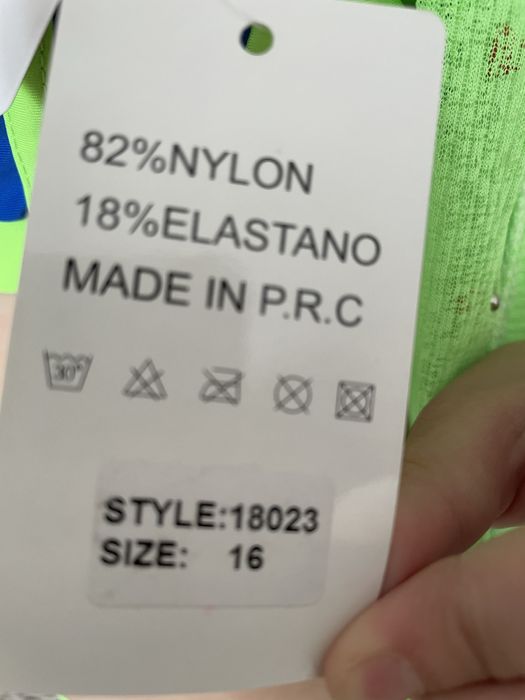 82%NYLON
18%ELASTANO
MADE IN P.R.C
30°
STYLE:18023
SIZE: 16